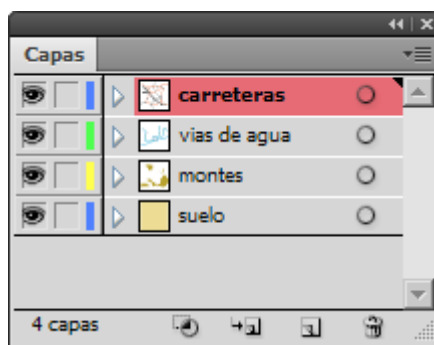 Capas
carreteras
vias de agua
montes
suelo
4 capas